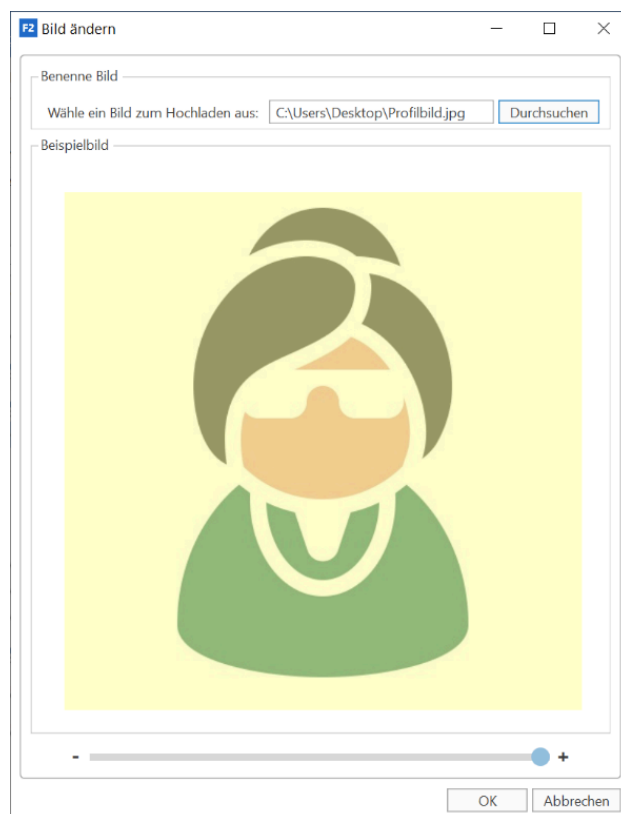 F2 Bild ändern
Benenne Bild
Wähle ein Bild zum Hochladen aus: C:\Users\Desktop\Profilbild.jpg Durchsuchen
Beispielbild
- +
OK Abbrechen